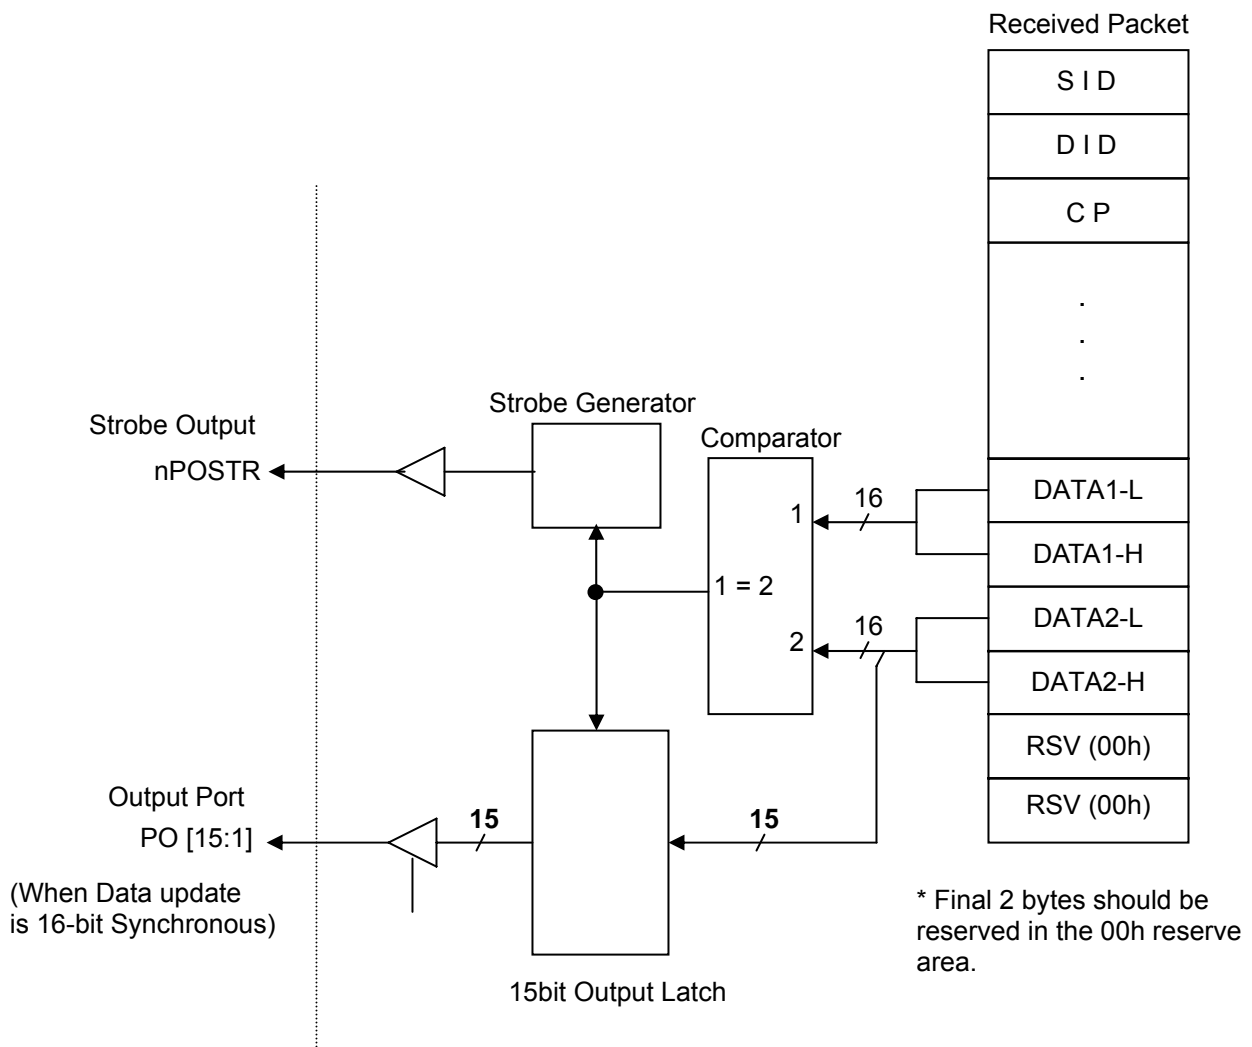 Received Packet
S I D
D I D
C P
.
.
.
Strobe Generator
Strobe Output
nPOSTR
Comparator
1
16
DATA1-L
DATA1-H
1 = 2
2
16
DATA2-L
DATA2-H
RSV (00h)
RSV (00h)
Output Port
PO [15:1]
15
15
(When Data update
is 16-bit Synchronous)
15bit Output Latch
* Final 2 bytes should be
reserved in the 00h reserve
area.